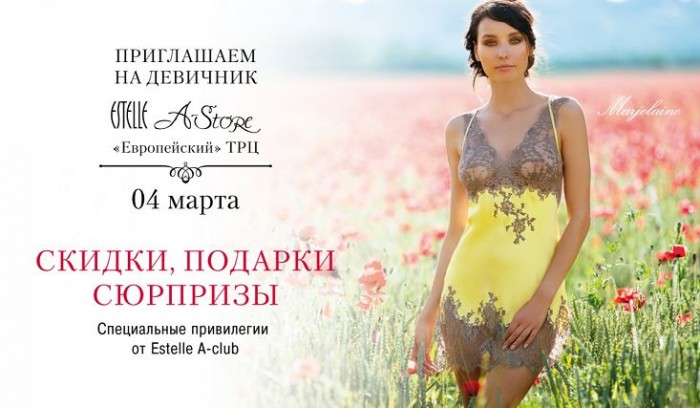 ПРИГЛАШАЕМ
НА ДЕВИЧНИК
ESTELLE A-STORE
«Европейский» ТРЦ
04 марта
СКИДКИ, ПОДАРКИ
СЮРПРИЗЫ
Специальные привилегии
от Estelle A-club
Marjolaine